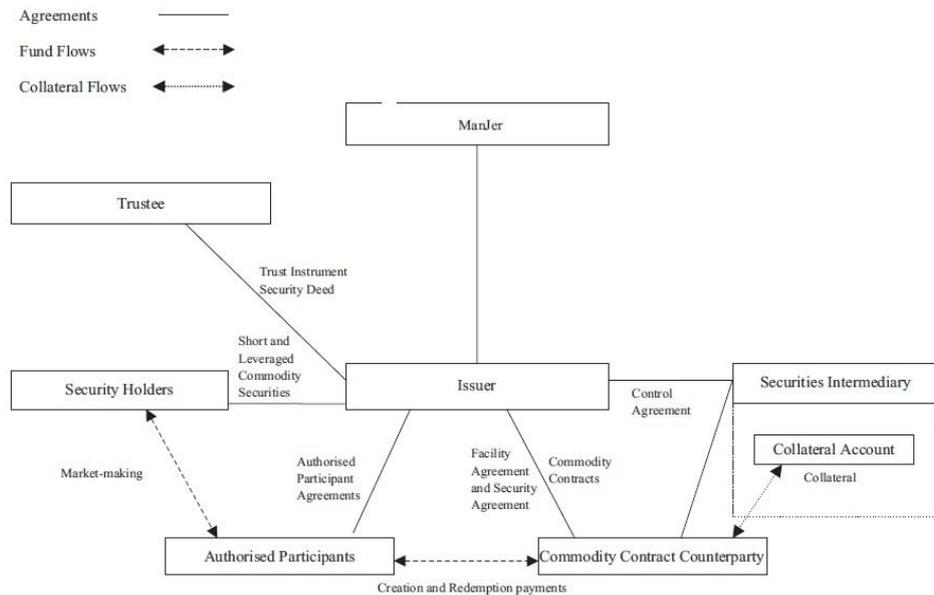 Agreements
Fund Flows
Collateral Flows
ManJer
Trustee
Trust Instrument
Security Deed
Short and
Leveraged
Commodity
Securities
Security Holders
Issuer
Securities Intermediary
Control
Agreement
Collateral Account
Collateral
Market-making
Authorised
Participant
Agreements
Facility
Agreement
and Security
Agreement
Commodity
Contracts
Authorised Participants
Commodity Contract Counterparty
Creation and Redemption payments